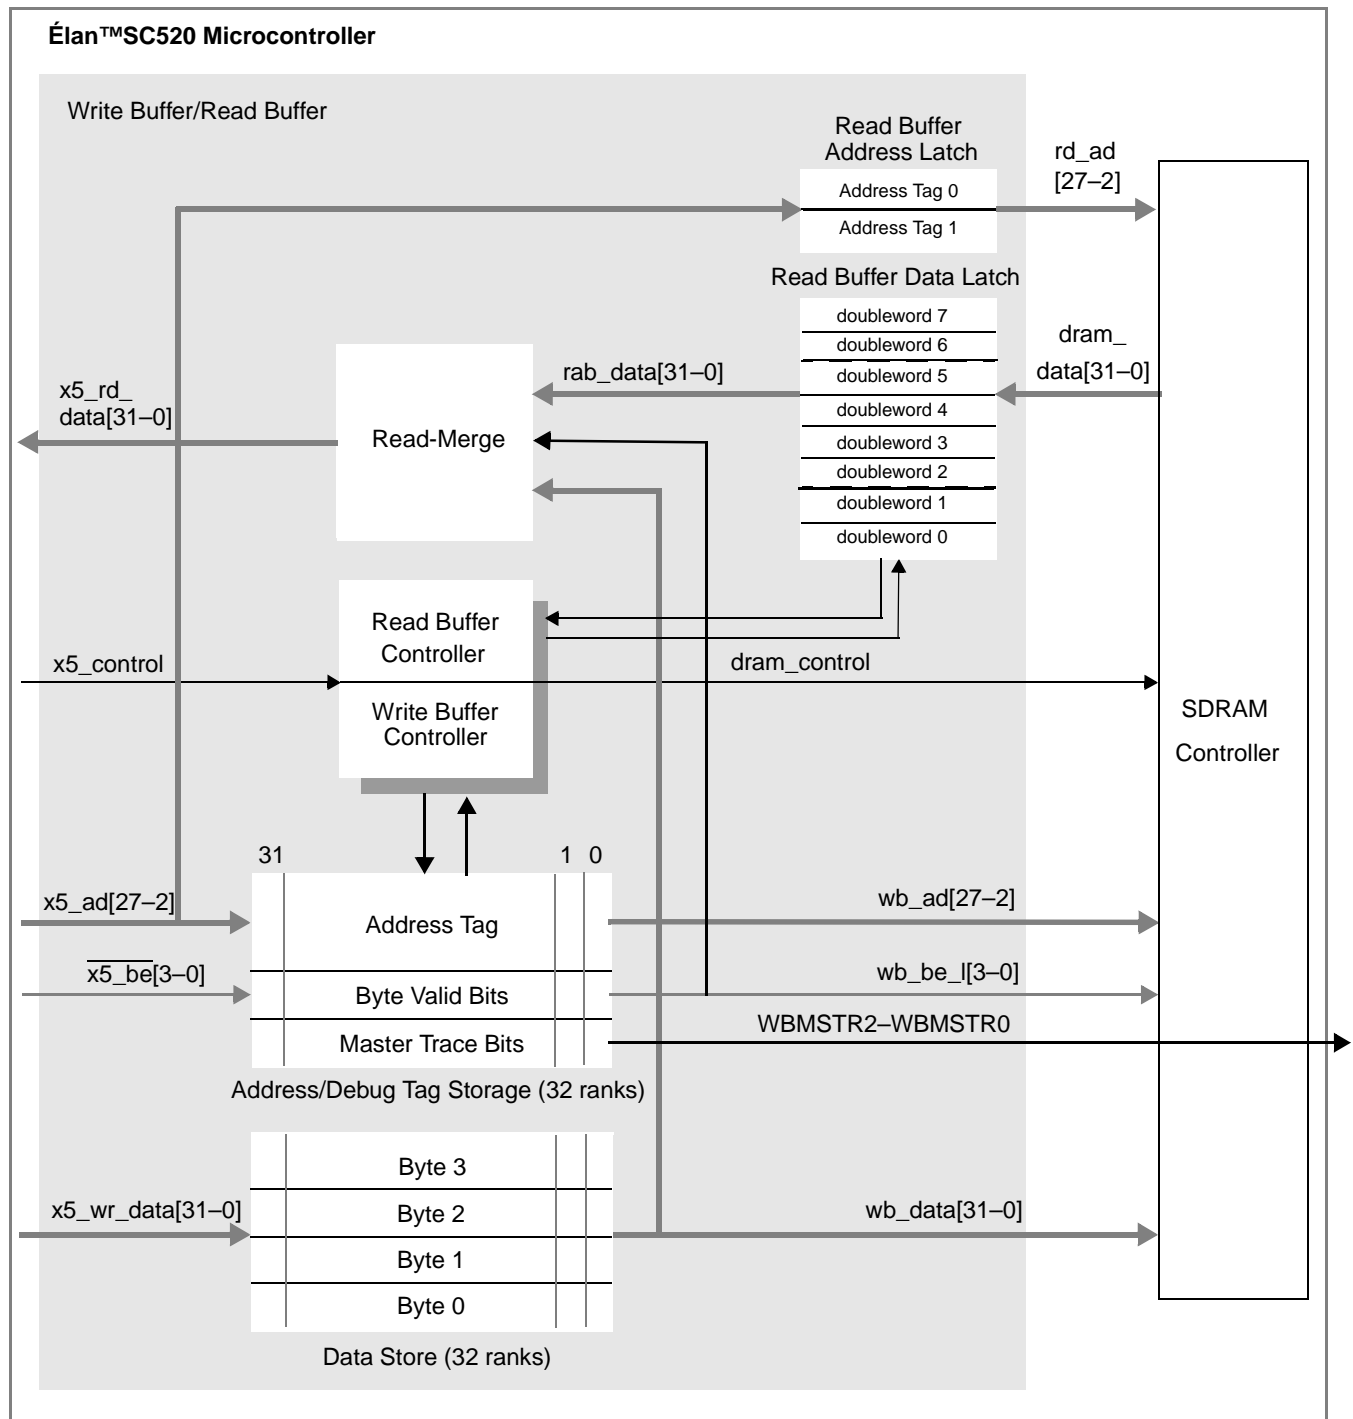 Élan™SC520 Microcontroller
Write Buffer/Read Buffer
Read Buffer
Address Latch
rd_ad
[27–2]
Address Tag 0
Address Tag 1
Read Buffer Data Latch
doubleword 7
doubleword 6
doubleword 5
doubleword 4
doubleword 3
doubleword 2
doubleword 1
doubleword 0
dram_
data[31–0]
rab_data[31–0]
x5_rd_
data[31–0]
Read-Merge
Read Buffer
Controller
Write Buffer
Controller
x5_control
dram_control
SDRAM
Controller
31
1
0
x5_ad[27–2]
Address Tag
wb_ad[27–2]
x5_be[3–0]
Byte Valid Bits
wb_be_l[3–0]
Master Trace Bits
WBMSTR2–WBMSTR0
Address/Debug Tag Storage (32 ranks)
Byte 3
x5_wr_data[31–0]
Byte 2
wb_data[31–0]
Byte 1
Byte 0
Data Store (32 ranks)